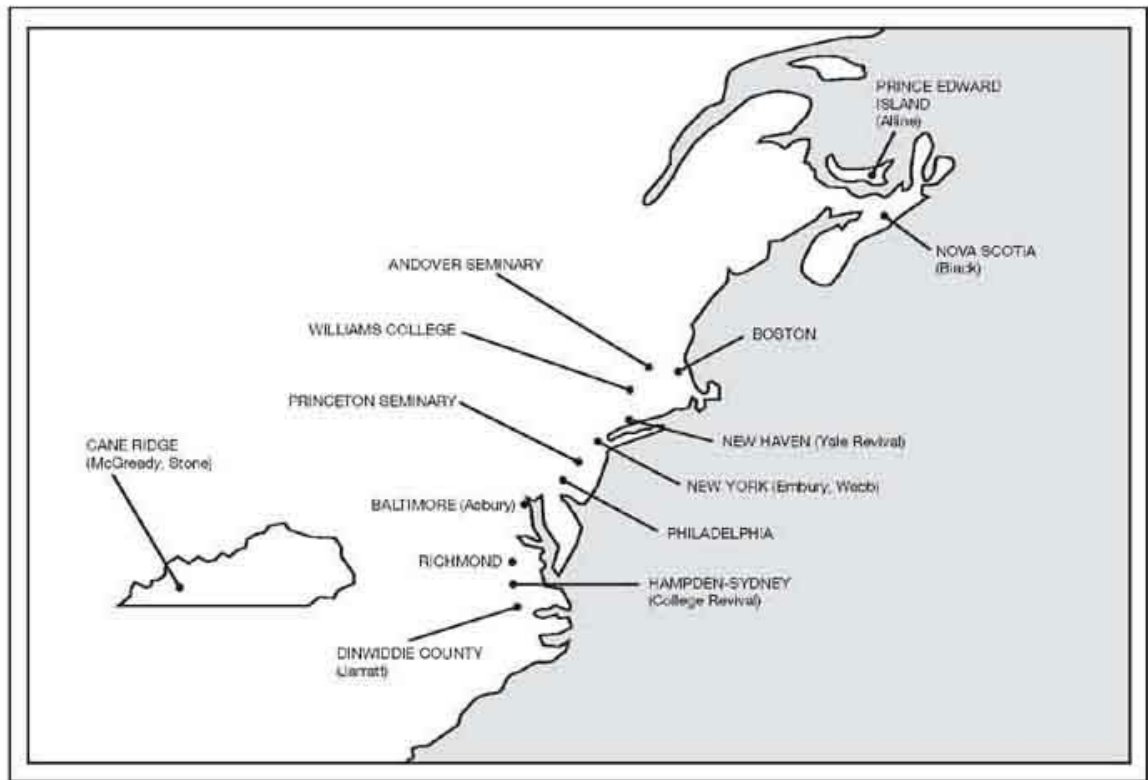 PRINCE EDWARD
ISLAND
(Alline)
NOVA SCOTIA
(Black)
ANDOVER SEMINARY
WILLIAMS COLLEGE
BOSTON
PRINCETON SEMINARY
NEW HAVEN (Yale Revival)
CANE RIDGE
(McGready, Stone)
NEW YORK (Embury, Webb)
BALTIMORE (Asbury)
PHILADELPHIA
RICHMOND
HAMPDEN-SYDNEY
(College Revival)
DINWIDDIE COUNTY
(Jarratt)